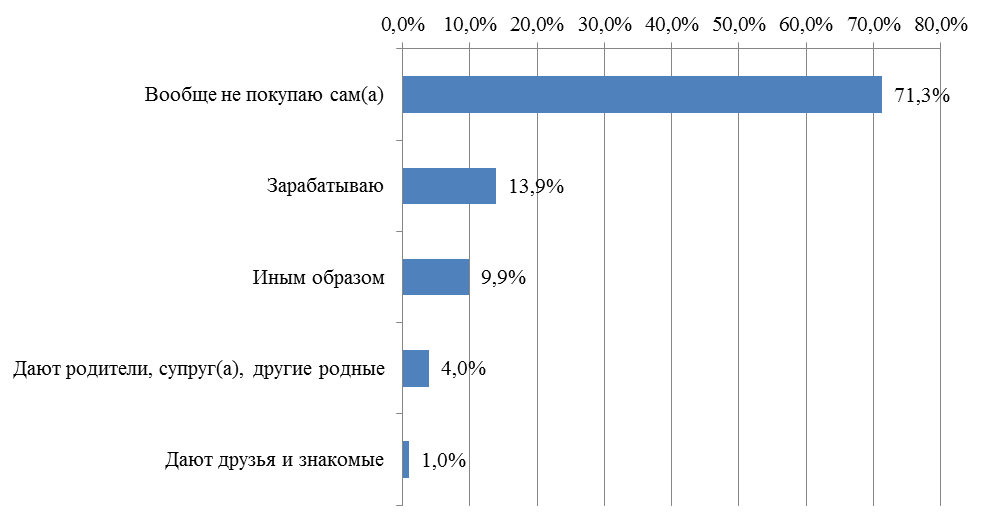 0,0% 10,0% 20,0% 30,0% 40,0% 50,0% 60,0% 70,0% 80,0%
Вообще не покупаю сам(а) 71,3%
Зарабатываю 13,9%
Иным образом 9,9%
Дают родители, супруг(а), другие родные 4,0%
Дают друзья и знакомые 1,0%